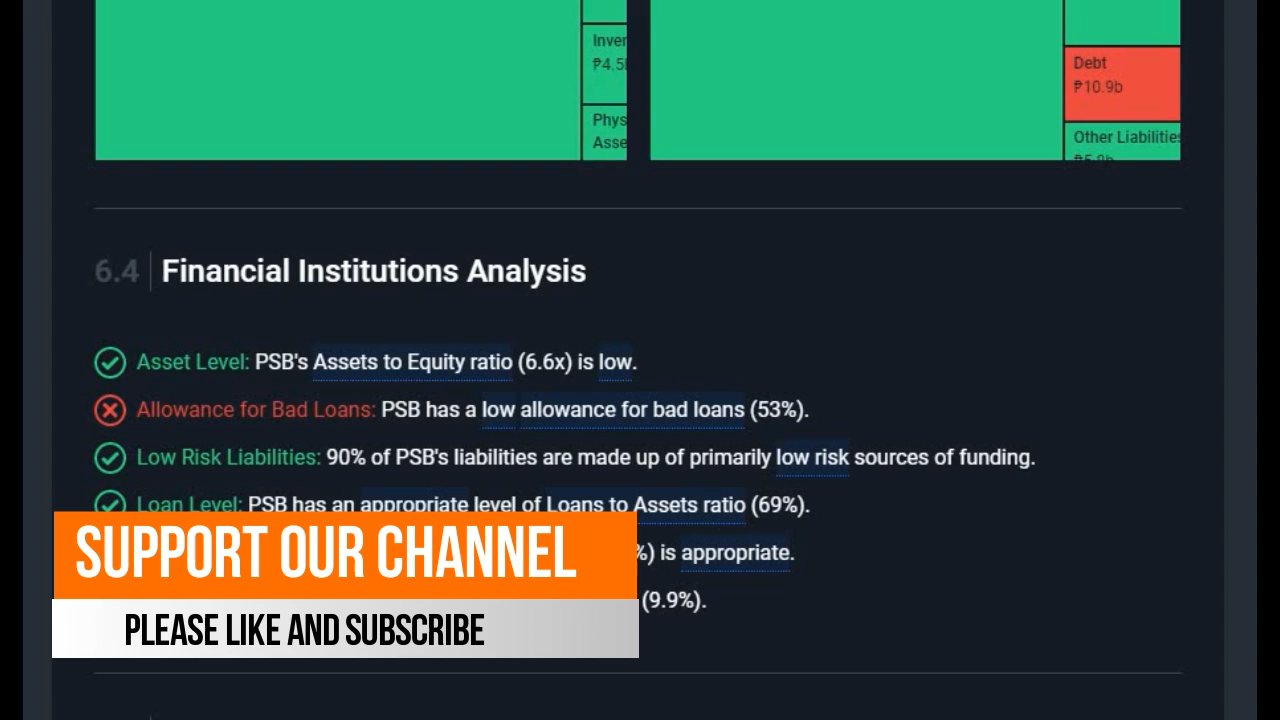 Inver
₱4.5
Phys
Asse
Debt
₱10.9b
Other Liabilities
6.4 Financial Institutions Analysis
Asset Level: PSB's Assets to Equity ratio (6.6x) is low.
Allowance for Bad Loans: PSB has a low allowance for bad loans (53%).
Low Risk Liabilities: 90% of PSB's liabilities are made up of primarily low risk sources of funding.
Loan Level: PSB has an appropriate level of Loans to Assets ratio (69%).
%) is appropriate.
(9.9%).
SUPPORT OUR CHANNEL
PLEASE LIKE AND SUBSCRIBE